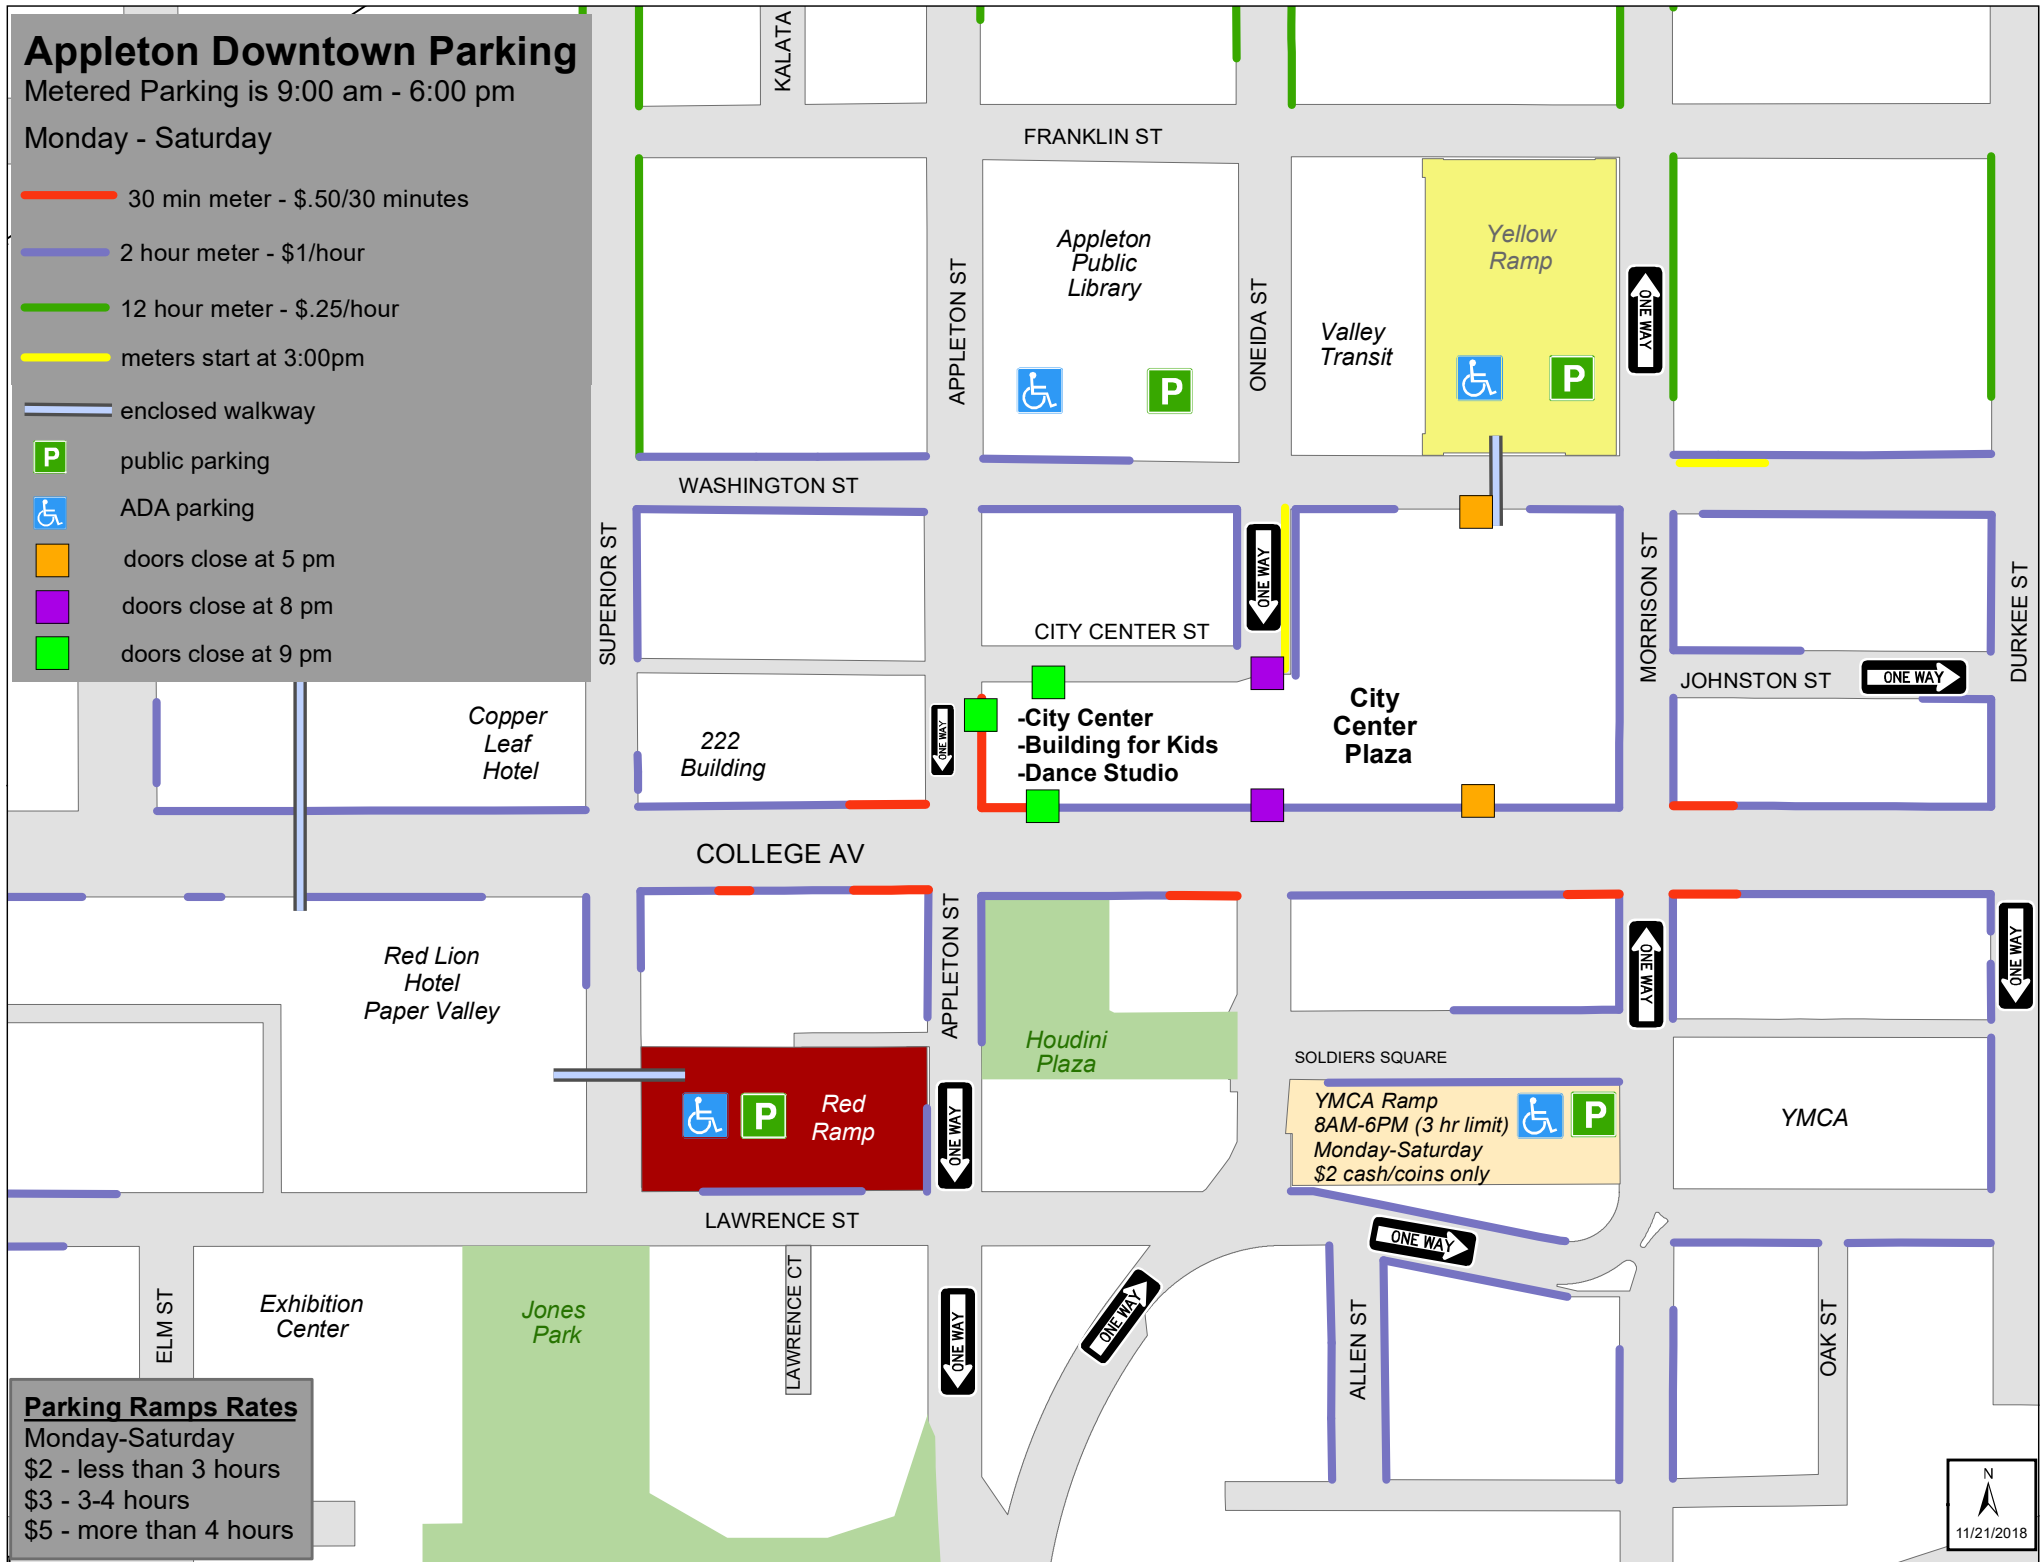 Appleton Downtown Parking
Metered Parking is 9:00 am - 6:00 pm
Monday - Saturday
30 min meter - $.50/30 minutes
2 hour meter - $1/hour
12 hour meter - $.25/hour
meters start at 3:00pm
enclosed walkway
P public parking
ADA parking
doors close at 5 pm
doors close at 8 pm
doors close at 9 pm
KALATA
FRANKLIN ST
APPLETON ST
Appleton
Public
Library
P
ONEIDA ST
Valley
Transit
Yellow
Ramp
P
ONE WAY
WASHINGTON ST
SUPERIOR ST
ONE WAY
CITY CENTER ST
MORRISON ST
DURKEE ST
JOHNSTON ST
ONE WAY
Copper
Leaf
Hotel
222
Building
ONE WAY
-City Center
-Building for Kids
-Dance Studio
City
Center
Plaza
COLLEGE AV
Red Lion
Hotel
Paper Valley
APPLETON ST
Houdini
Plaza
ONE WAY
ONE WAY
SOLDIERS SQUARE
P
Red
Ramp
ONE WAY
YMCA Ramp
8AM-6PM (3 hr limit)
Monday-Saturday
$2 cash/coins only
P
YMCA
LAWRENCE ST
ONE WAY
ELM ST
Exhibition
Center
Jones
Park
LAWRENCE CT
ONE WAY
ONE WAY
ALLEN ST
OAK ST
Parking Ramps Rates
Monday-Saturday
$2 - less than 3 hours
$3 - 3-4 hours
$5 - more than 4 hours
N
11/21/2018